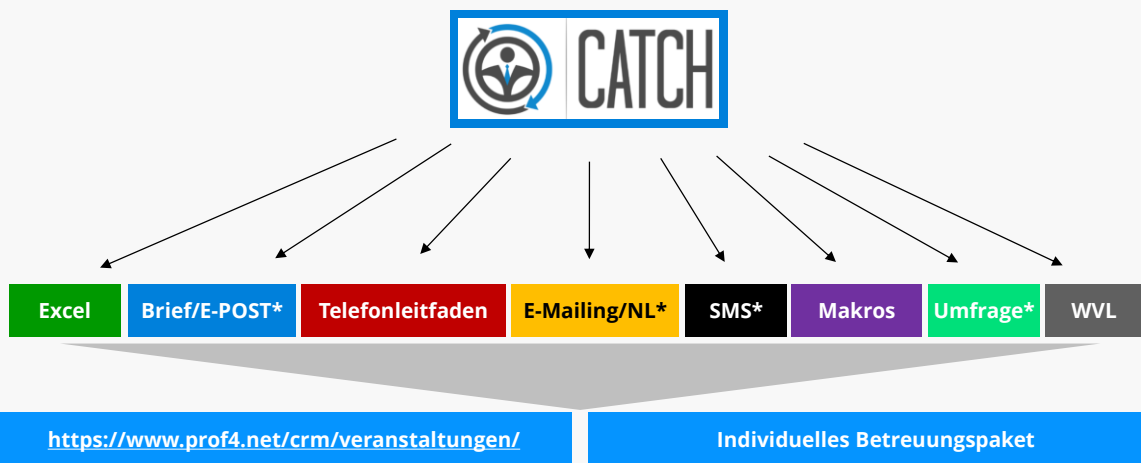 CATCH
Excel
Brief/E-POST*
Telefonleitfaden
E-Mailing/NL*
SMS*
Makros
Umfrage*
WVL
https://www.prof4.net/crm/veranstaltungen/
Individuelles Betreuungspaket